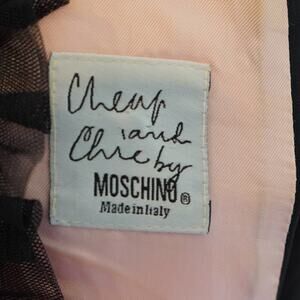 Cheap
and
Chic by
MOSCHINO®
Made in Italy